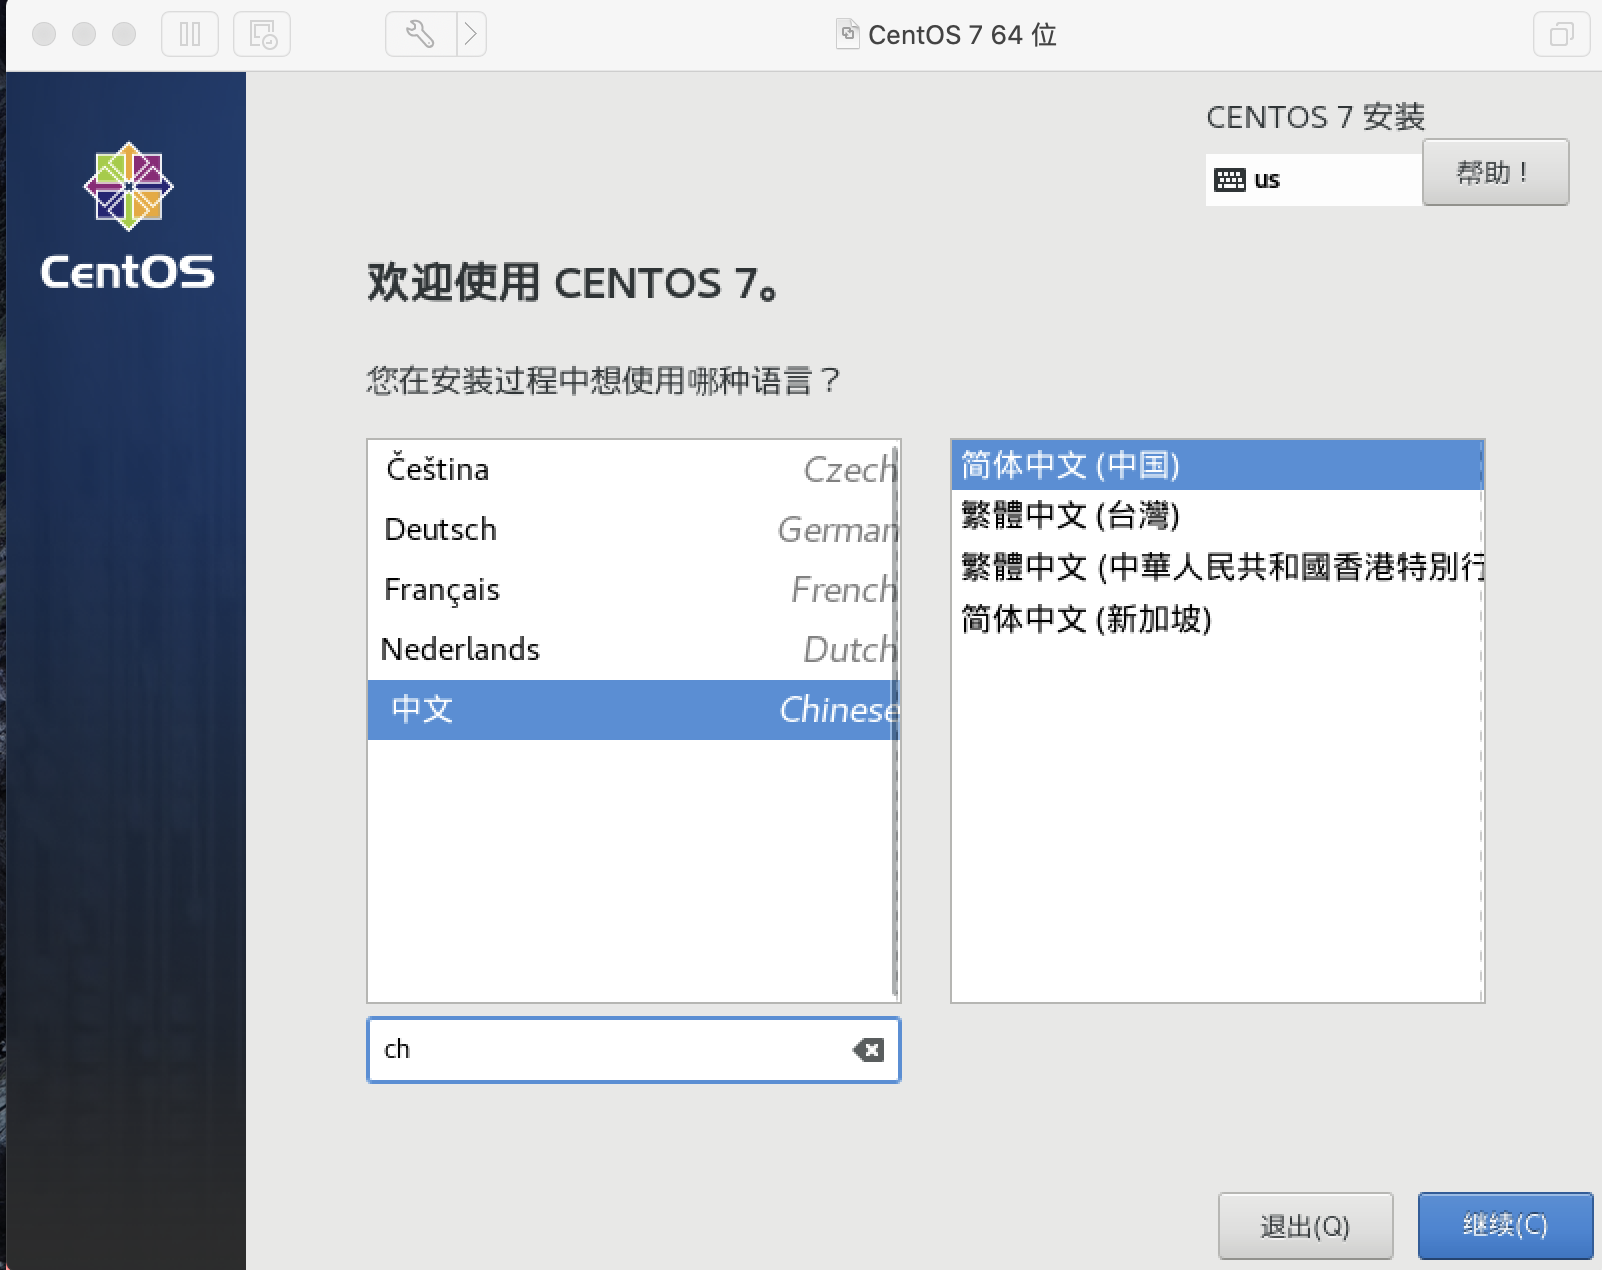 CentOS 7 64 位
CentOS
CENTOS 7 安装
us
帮助！
欢迎使用 CENTOS 7。
您在安装过程中想使用哪种语言？
Čeština Czech
Deutsch German
Français French
Nederlands Dutch
中文 Chinese
简体中文 (中国)
繁體中文 (台灣)
繁體中文 (中華人民共和國香港特別行
简体中文 (新加坡)
ch
退出(Q)
继续(C)